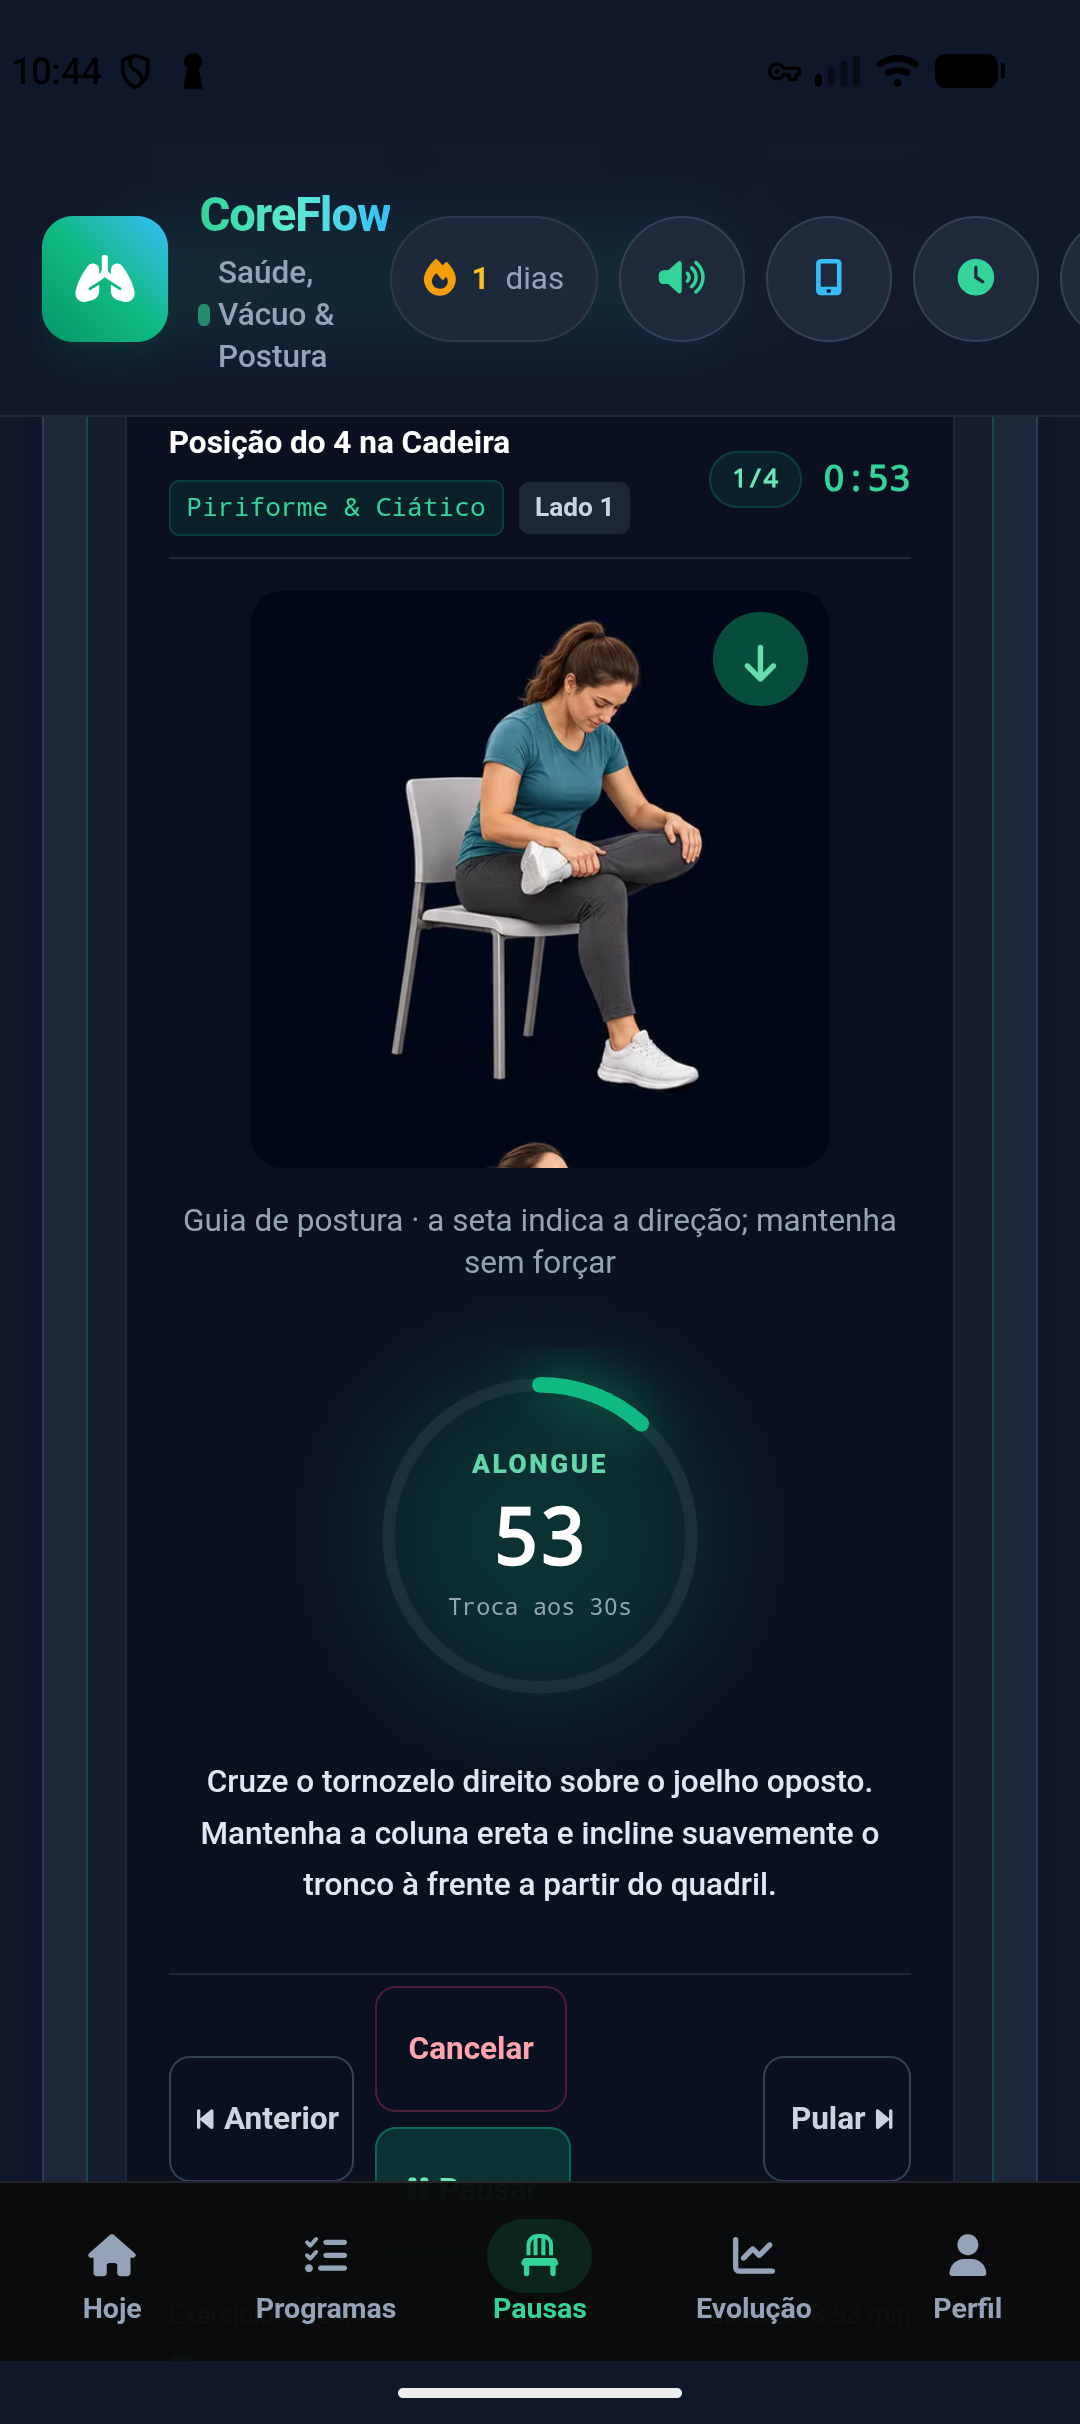 10:44
CoreFlow
Saúde,
Vácuo &
Postura
1 dias
Posição do 4 na Cadeira
Piriforme & Ciático
Lado 1
1/4
0:53
Guia de postura · a seta indica a direção; mantenha
sem forçar
ALONGUE
53
Troca aos 30s
Cruze o tornozelo direito sobre o joelho oposto.
Mantenha a coluna ereta e incline suavemente o
tronco à frente a partir do quadril.
Cancelar
Anterior
Pular
Pausar
Hoje
Programas
Pausas
Evolução
Perfil